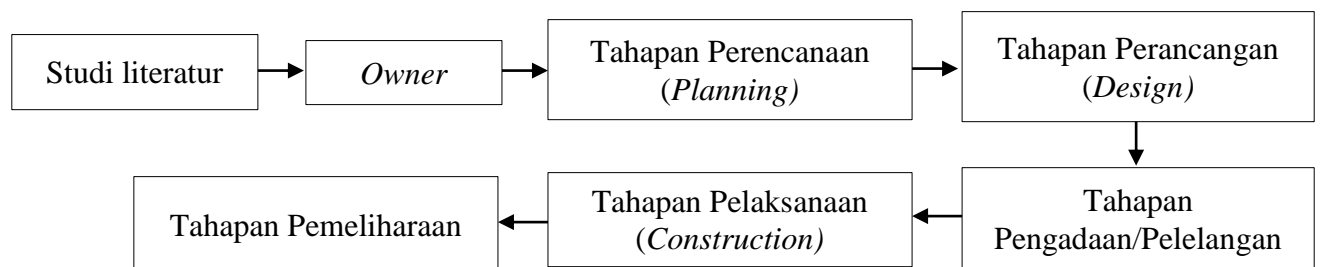 Studi literatur
Owner
Tahapan Perencanaan
(Planning)
Tahapan Perancangan
(Design)
Tahapan
Pengadaan/Pelelangan
Tahapan Pelaksanaan
(Construction)
Tahapan Pemeliharaan